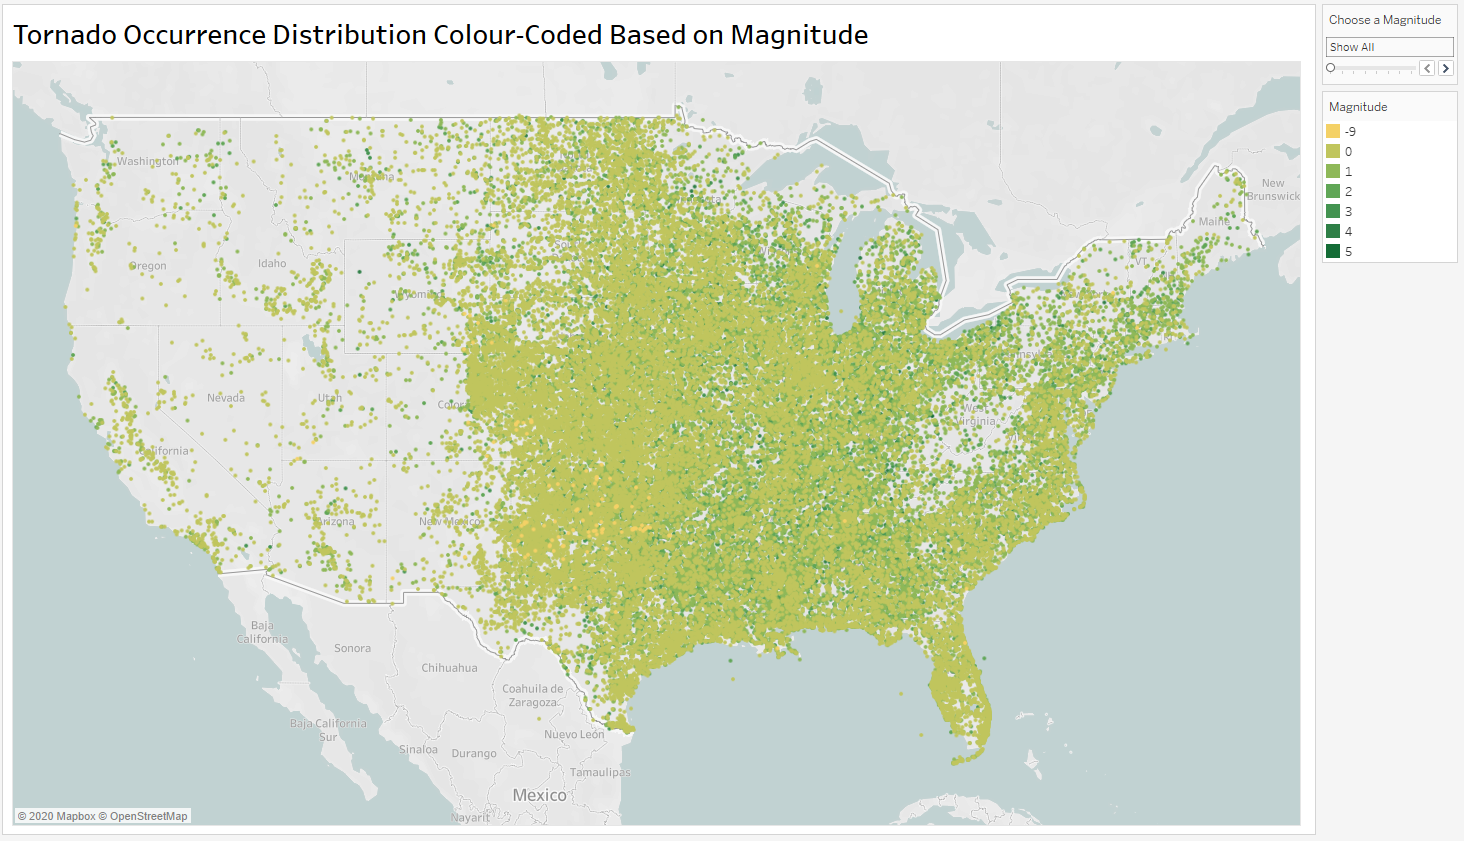 Tornado Occurrence Distribution Colour-Coded Based on Magnitude
Choose a Magnitude
Show All
Magnitude
-9
0
1
2
3
4
5
Washington
Oregon
Idaho
Wyoming
Nevada
Utah
California
Arizona
New Mexico
West
Virginia
VT
Maine
New
Brunswick
Baja
California
Sonora
Chihuahua
Coahuila de
Zaragoza
Baja California
Sur
Sinaloa
Durango
Nuevo León
Tamaulipas
Mexico
Nayarit
© 2020 Mapbox © OpenStreetMap